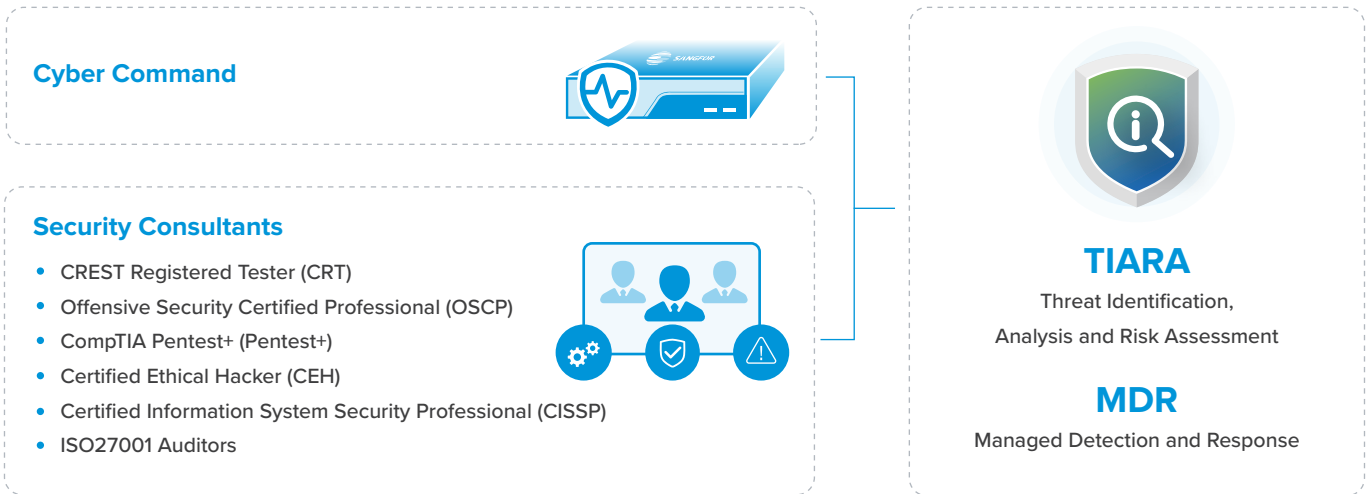 Cyber Command
SANGFOR
Security Consultants
CREST Registered Tester (CRT)
Offensive Security Certified Professional (OSCP)
CompTIA Pentest+ (Pentest+)
Certified Ethical Hacker (CEH)
Certified Information System Security Professional (CISSP)
ISO27001 Auditors
TIARA
Threat Identification,
Analysis and Risk Assessment
MDR
Managed Detection and Response